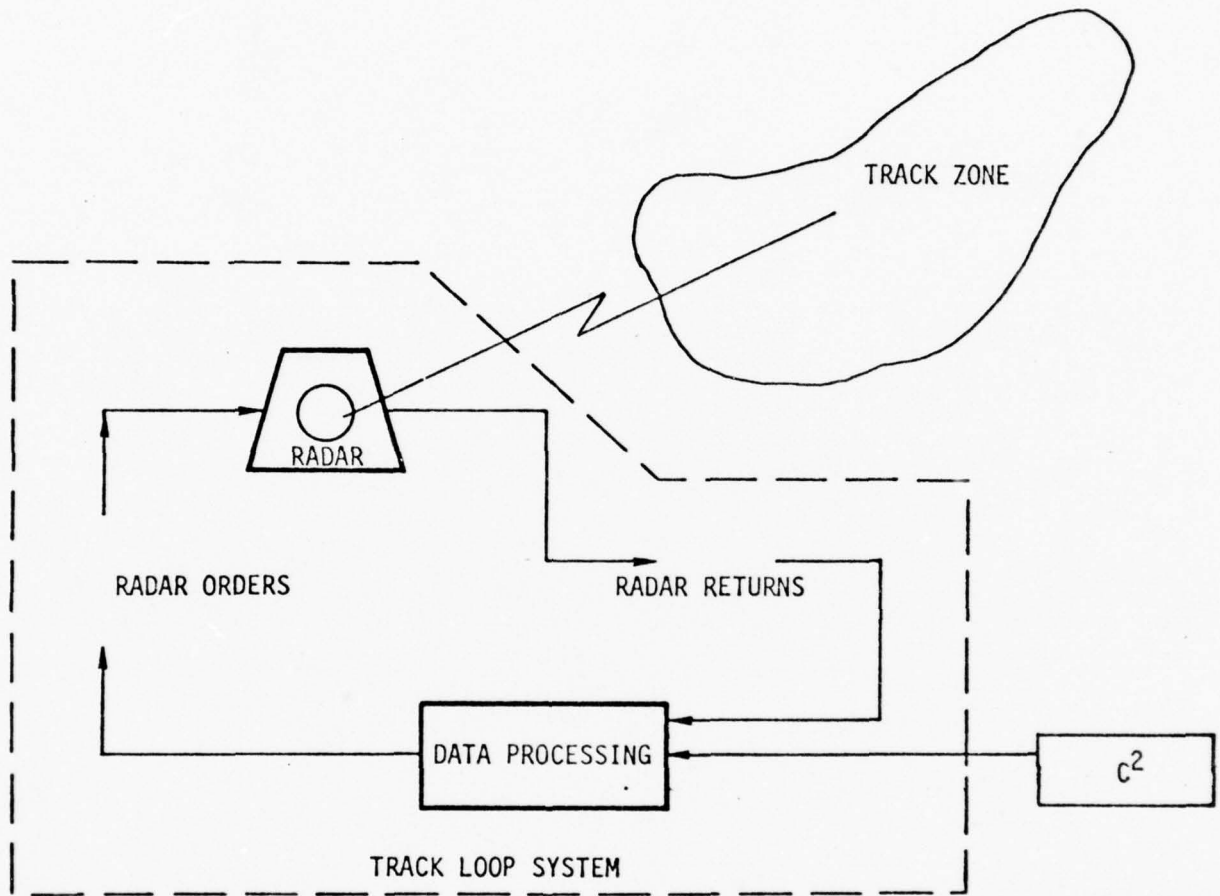 TRACK ZONE
RADAR
RADAR ORDERS
RADAR RETURNS
DATA PROCESSING
C²
TRACK LOOP SYSTEM